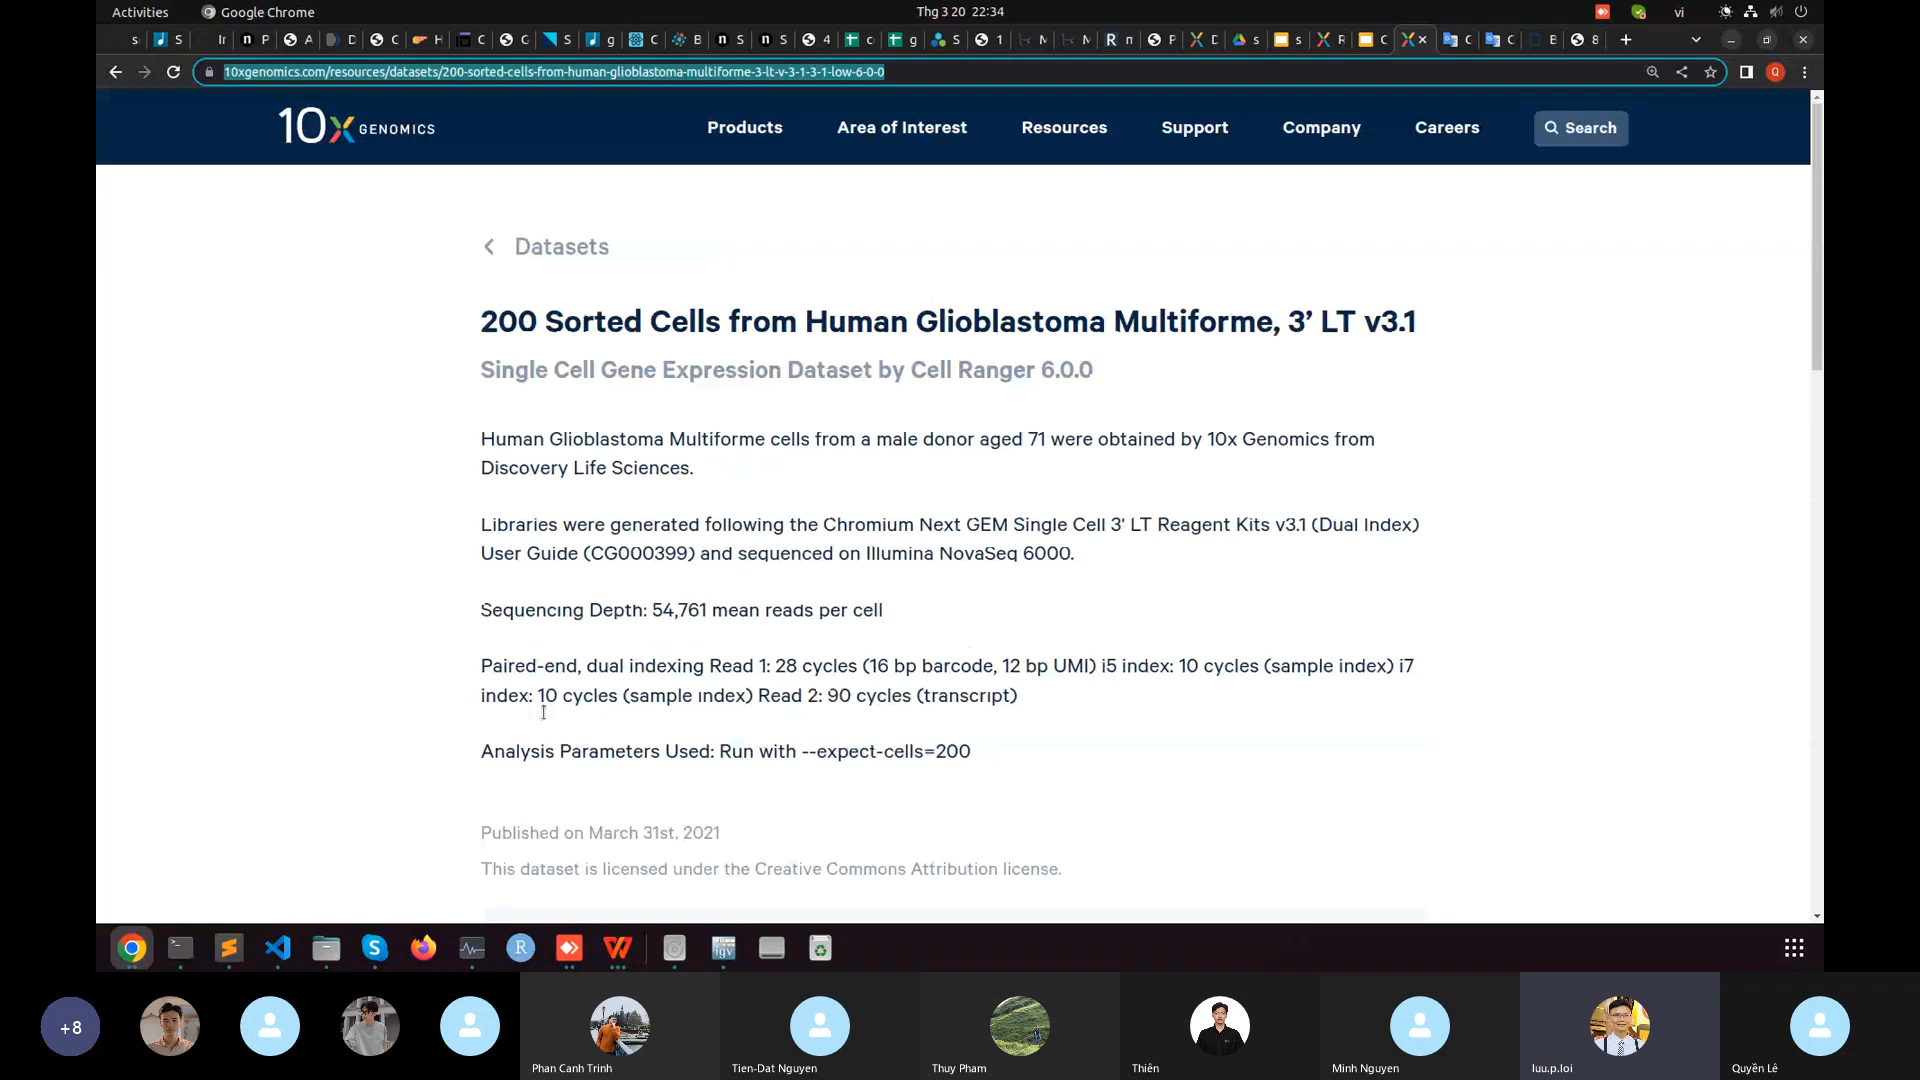 Activities
Google Chrome
Thg 3 20 22:34
vi
10xgenomics.com/resources/datasets/200-sorted-cells-from-human-glioblastoma-multiforme-3-lt-v-3-1-3-1-low-6-0-0
10x GENOMICS
Products
Area of Interest
Resources
Support
Company
Careers
Search
Datasets
200 Sorted Cells from Human Glioblastoma Multiforme, 3’ LT v3.1
Single Cell Gene Expression Dataset by Cell Ranger 6.0.0
Human Glioblastoma Multiforme cells from a male donor aged 71 were obtained by 10x Genomics from
Discovery Life Sciences.
Libraries were generated following the Chromium Next GEM Single Cell 3' LT Reagent Kits v3.1 (Dual Index)
User Guide (CG000399) and sequenced on Illumina NovaSeq 6000.
Sequencing Depth: 54,761 mean reads per cell
Paired-end, dual indexing Read 1: 28 cycles (16 bp barcode, 12 bp UMI) i5 index: 10 cycles (sample index) i7
index: 10 cycles (sample index) Read 2: 90 cycles (transcript)
Analysis Parameters Used: Run with --expect-cells=200
Published on March 31st, 2021
This dataset is licensed under the Creative Commons Attribution license.
+8
Phan Canh Trinh
Tien-Dat Nguyen
Thuy Pham
Thiên
Minh Nguyen
luu.p.loi
Quyền Lê